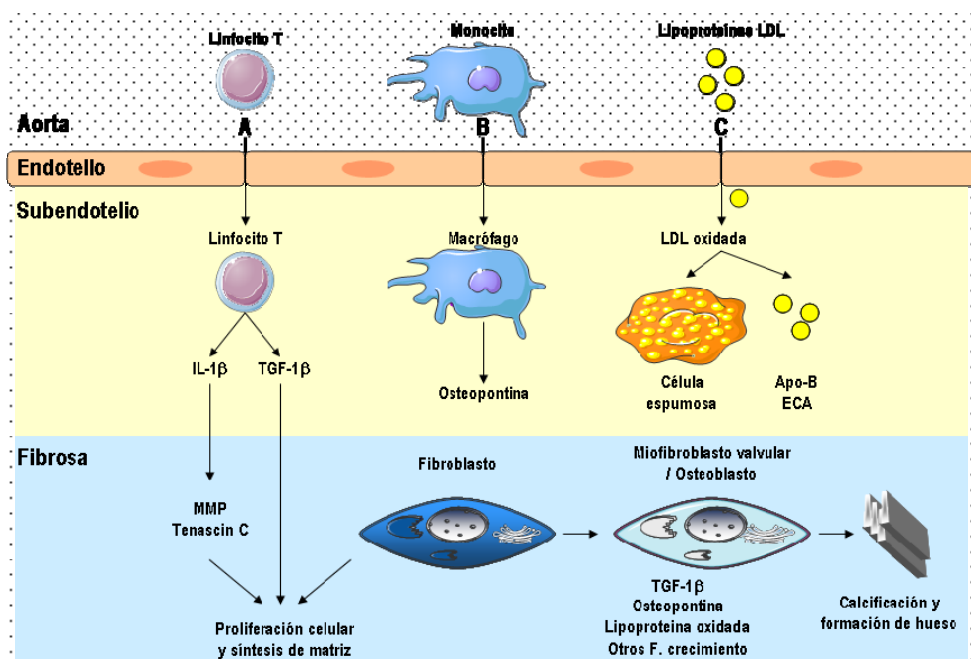 Linfocito T
Monocito
Lipoproteínas LDL
A
B
C
Aorta
Endotelio
Subendotelio
Linfocito T
Macrófago
LDL oxidada
IL-1β
TGF-1β
Osteopontina
Célula
espumosa
Apo-B
ECA
Fibrosa
Fibroblasto
Miofibroblasto valvular
/ Osteoblasto
MMP
Tenascin C
TGF-1β
Osteopontina
Lipoproteina oxidada
Otros F. crecimiento
Calcificación y
formación de hueso
Proliferación celular
y síntesis de matriz